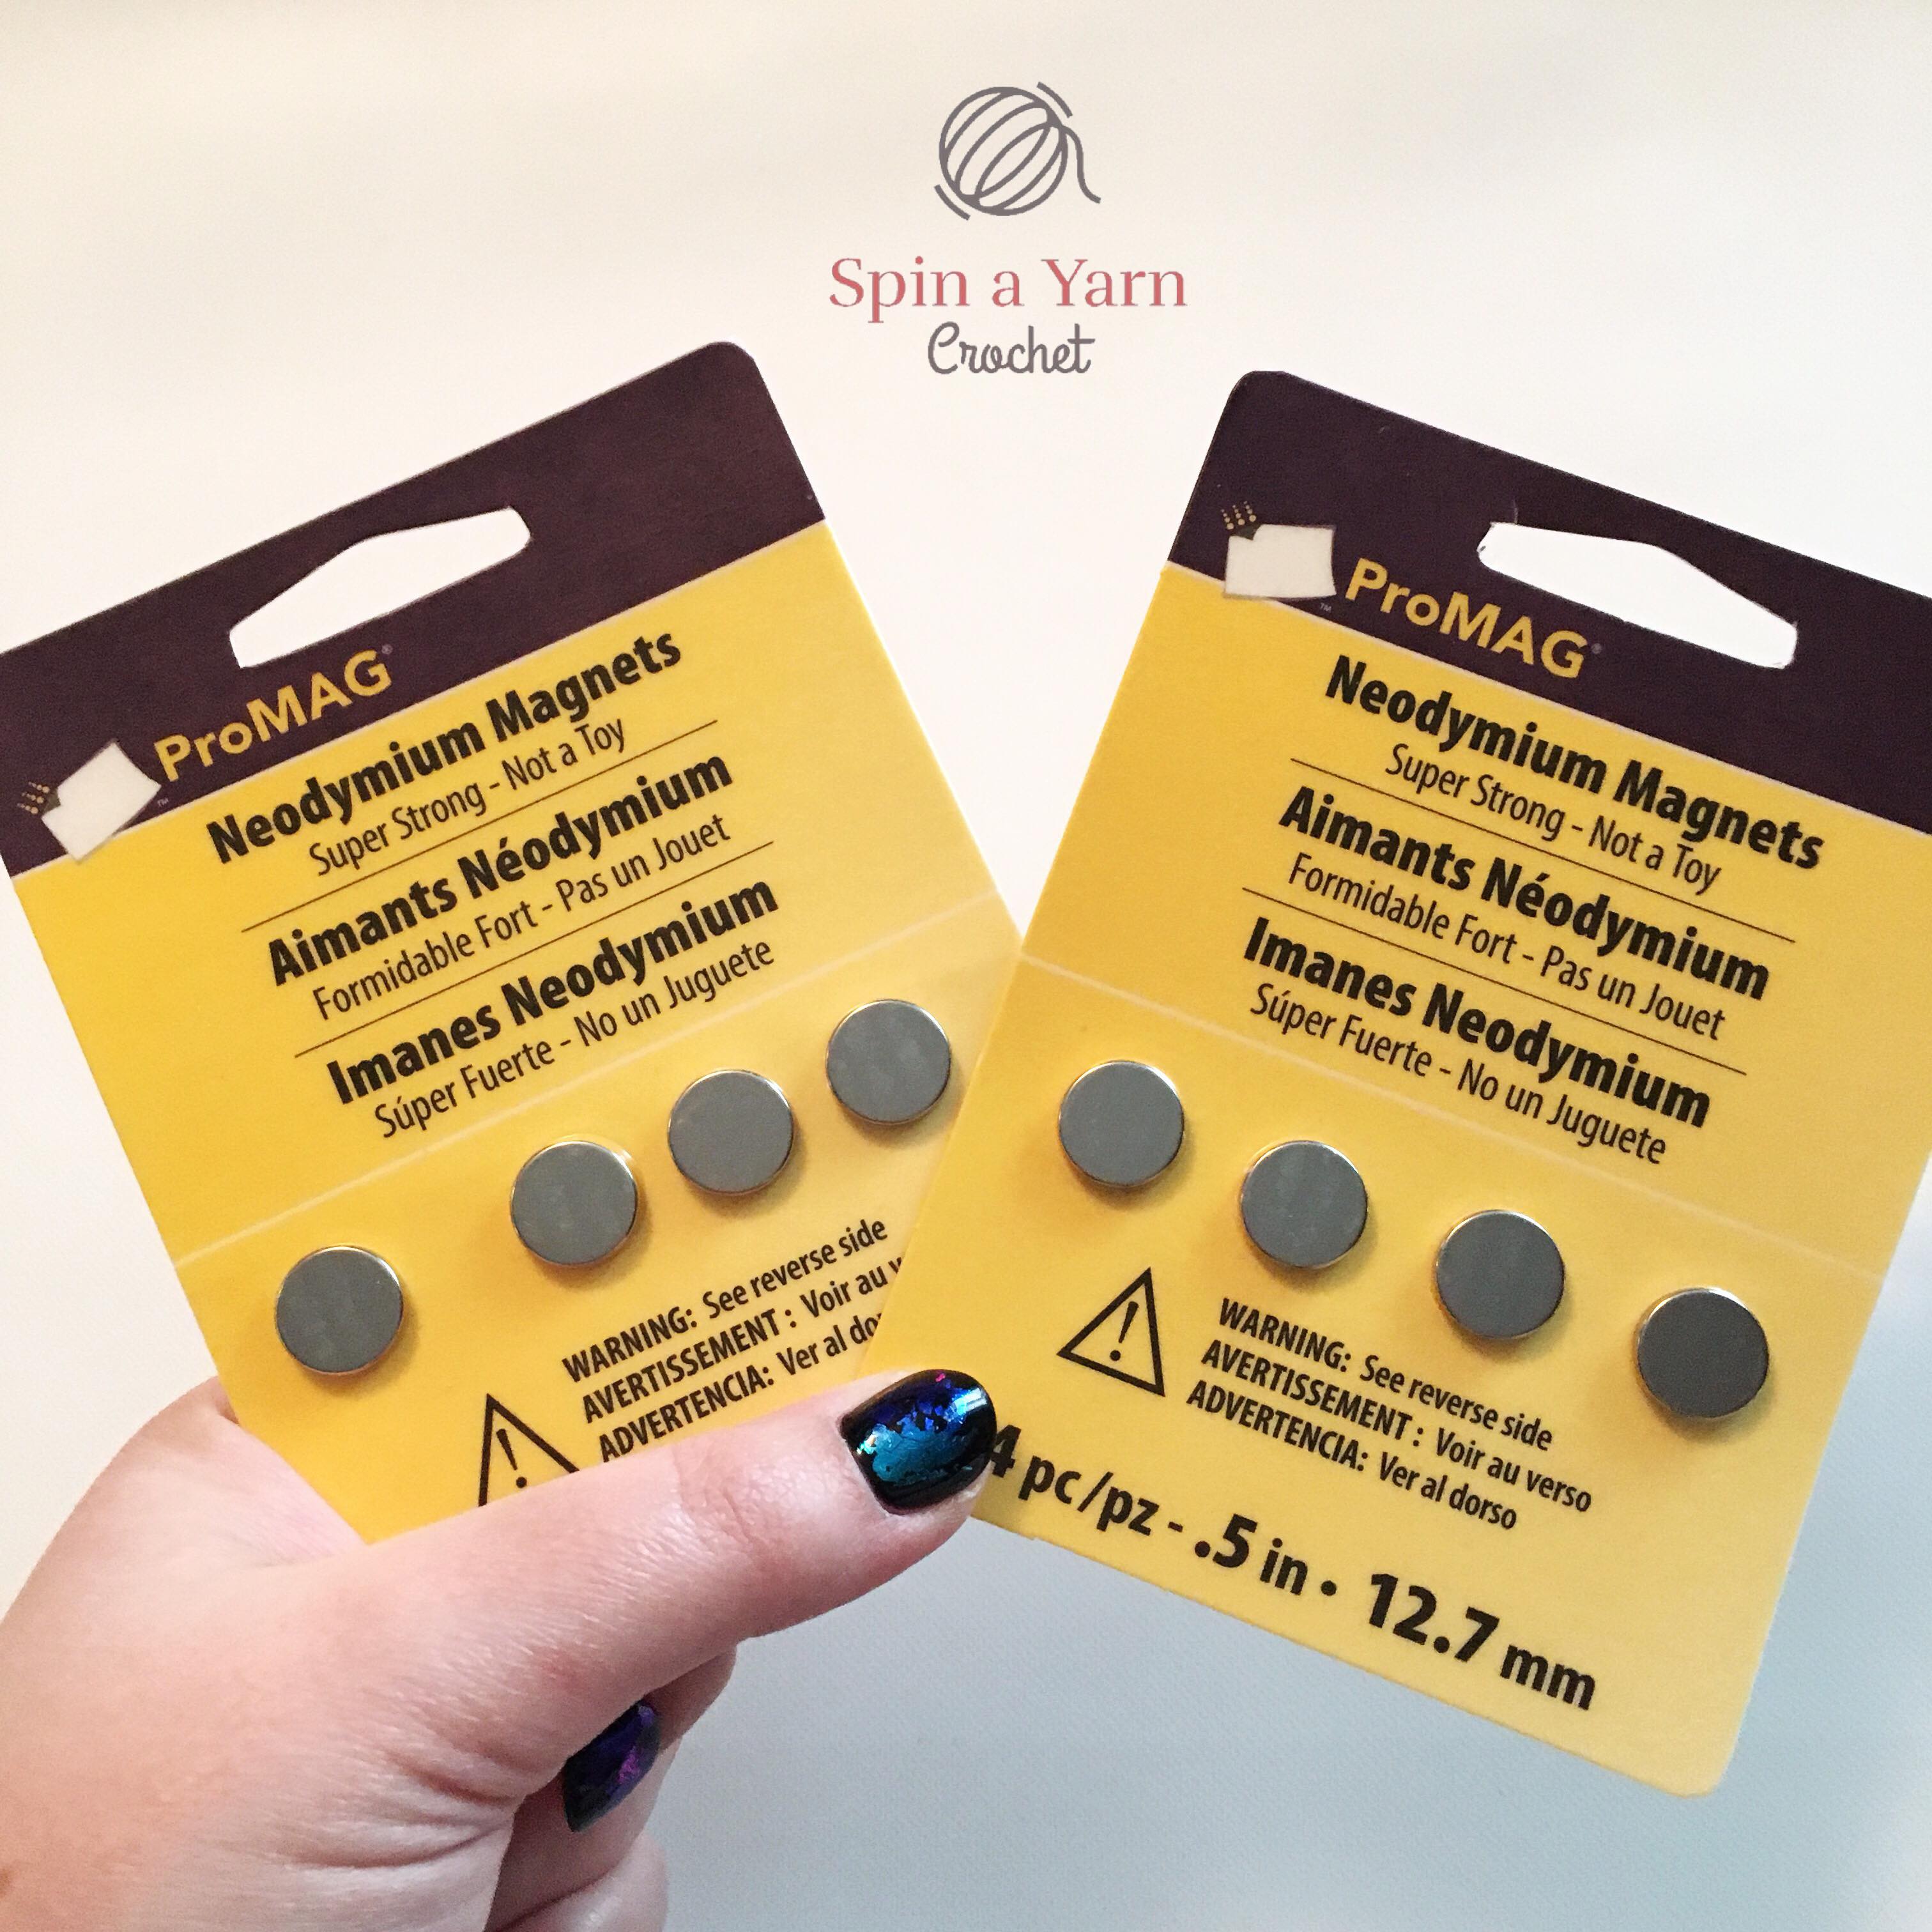 Spin a Yarn
Crochet
ProMAG®
Neodymium Magnets
Super Strong - Not a Toy
Aimants Néodymium
Formidable Fort - Pas un Jouet
Imanes Neodymium
Súper Fuerte - No un Juguete
WARNING: See reverse side
AVERTISSEMENT : Voir au
ADVERTENCIA: Ver al
ProMAG®
™
Neodymium Magnets
Super Strong - Not a Toy
Aimants Néodymium
Formidable Fort - Pas un Jouet
Imanes Neodymium
Súper Fuerte - No un Juguete
WARNING: See reverse side
AVERTISSEMENT : Voir au verso
ADVERTENCIA: Ver al dorso
4 pc/pz - .5 in • 12.7 mm